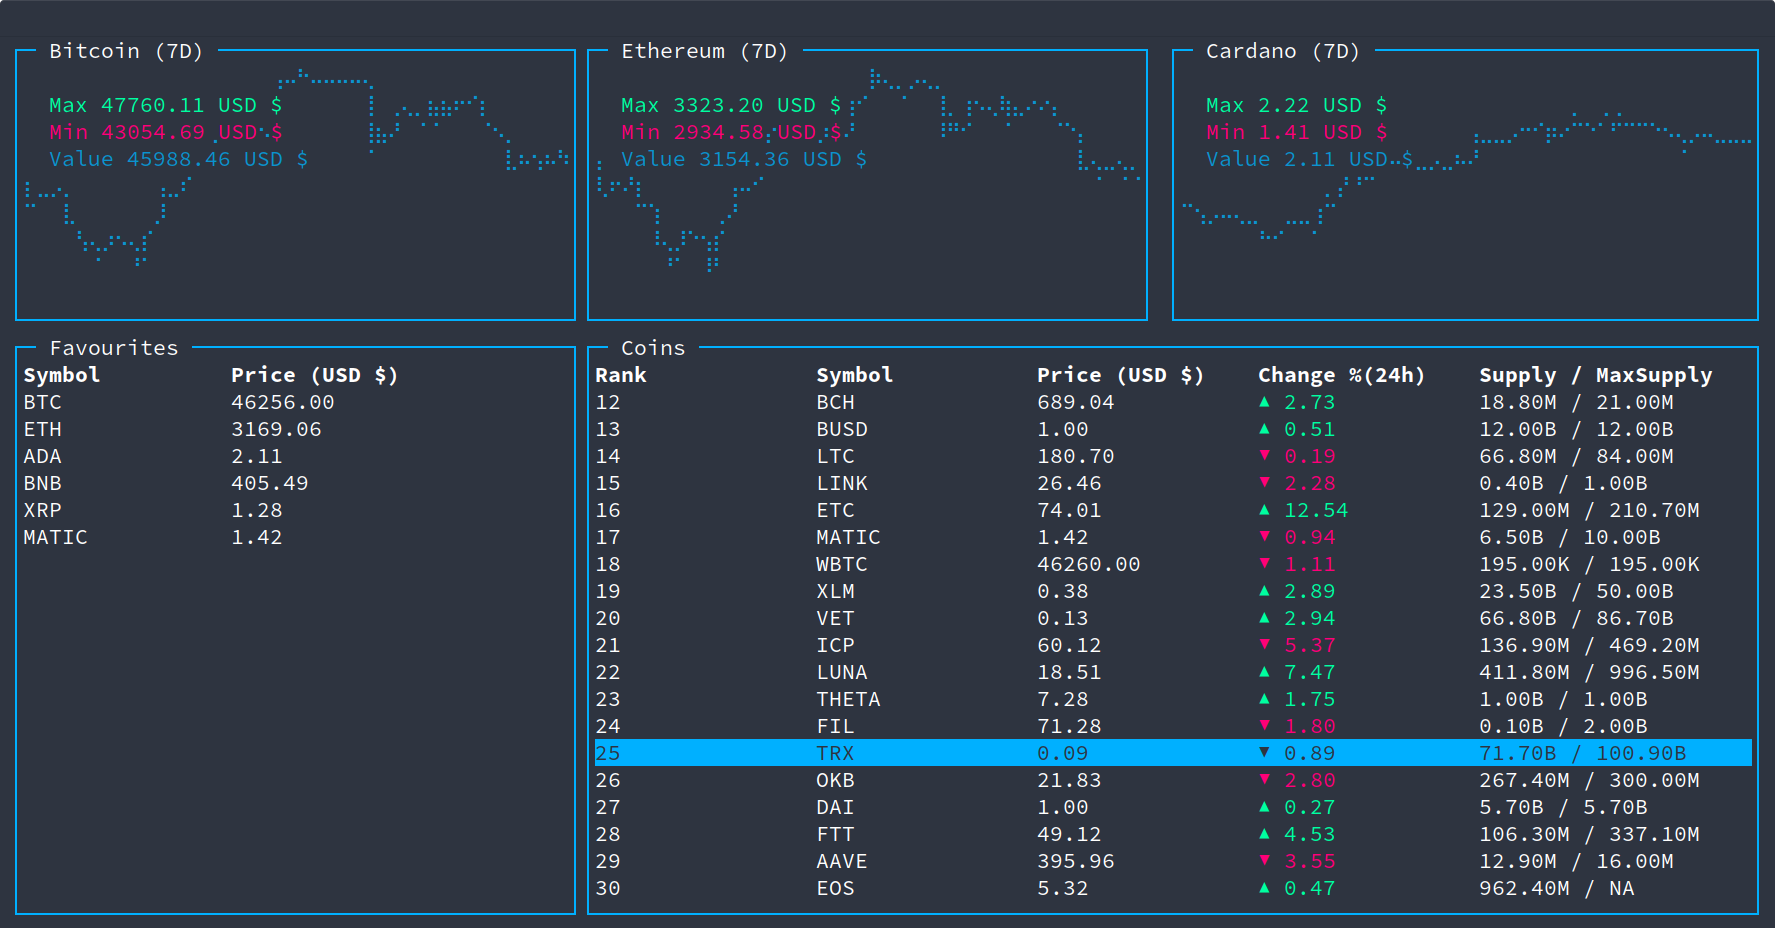 Bitcoin (7D)
Max 47760.11 USD $
Min 43054.69 USD $
Value 45988.46 USD $
Ethereum (7D)
Max 3323.20 USD $
Min 2934.58 USD $
Value 3154.36 USD $
Cardano (7D)
Max 2.22 USD $
Min 1.41 USD $
Value 2.11 USD $
Favourites
Symbol Price (USD $)
BTC 46256.00
ETH 3169.06
ADA 2.11
BNB 405.49
XRP 1.28
MATIC 1.42
Coins
Rank Symbol Price (USD $) Change %(24h) Supply / MaxSupply
12 BCH 689.04 ▲ 2.73 18.80M / 21.00M
13 BUSD 1.00 ▲ 0.51 12.00B / 12.00B
14 LTC 180.70 ▼ 0.19 66.80M / 84.00M
15 LINK 26.46 ▼ 2.28 0.40B / 1.00B
16 ETC 74.01 ▲ 12.54 129.00M / 210.70M
17 MATIC 1.42 ▼ 0.94 6.50B / 10.00B
18 WBTC 46260.00 ▼ 1.11 195.00K / 195.00K
19 XLM 0.38 ▲ 2.89 23.50B / 50.00B
20 VET 0.13 ▲ 2.94 66.80B / 86.70B
21 ICP 60.12 ▼ 5.37 136.90M / 469.20M
22 LUNA 18.51 ▲ 7.47 411.80M / 996.50M
23 THETA 7.28 ▲ 1.75 1.00B / 1.00B
24 FIL 71.28 ▼ 1.80 0.10B / 2.00B
25 TRX 0.09 ▼ 0.89 71.70B / 100.90B
26 OKB 21.83 ▼ 2.80 267.40M / 300.00M
27 DAI 1.00 ▲ 0.27 5.70B / 5.70B
28 FTT 49.12 ▲ 4.53 106.30M / 337.10M
29 AAVE 395.96 ▼ 3.55 12.90M / 16.00M
30 EOS 5.32 ▲ 0.47 962.40M / NA